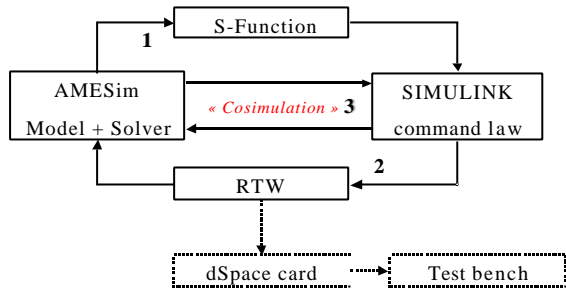 1
S-Function
AMESim
Model + Solver
« Cosimulation » 3
SIMULINK
command law
2
RTW
dSpace card
Test bench